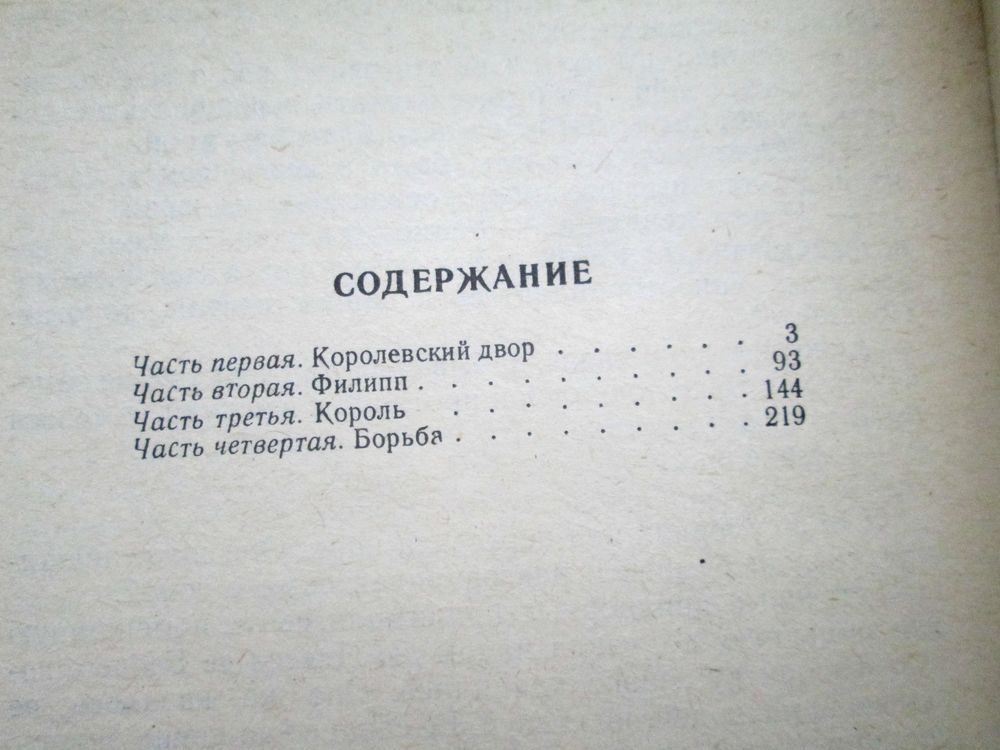 СОДЕРЖАНИЕ
Часть первая. Королевский двор . . . . . . 3
Часть вторая. Филипп . . . . . . . . . 93
Часть третья. Король . . . . . . . . 144
Часть четвертая. Борьба . . . . . . . . 219